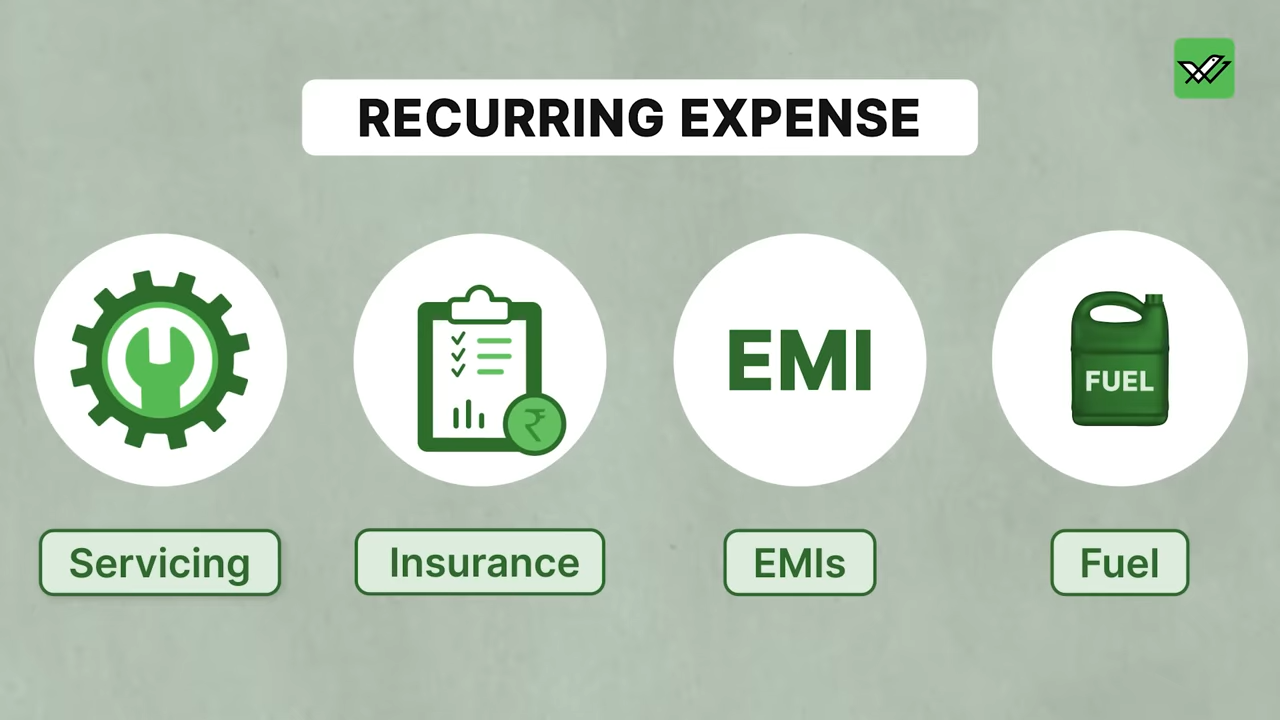 RECURRING EXPENSE
₹
EMI
FUEL
Servicing
Insurance
EMIs
Fuel